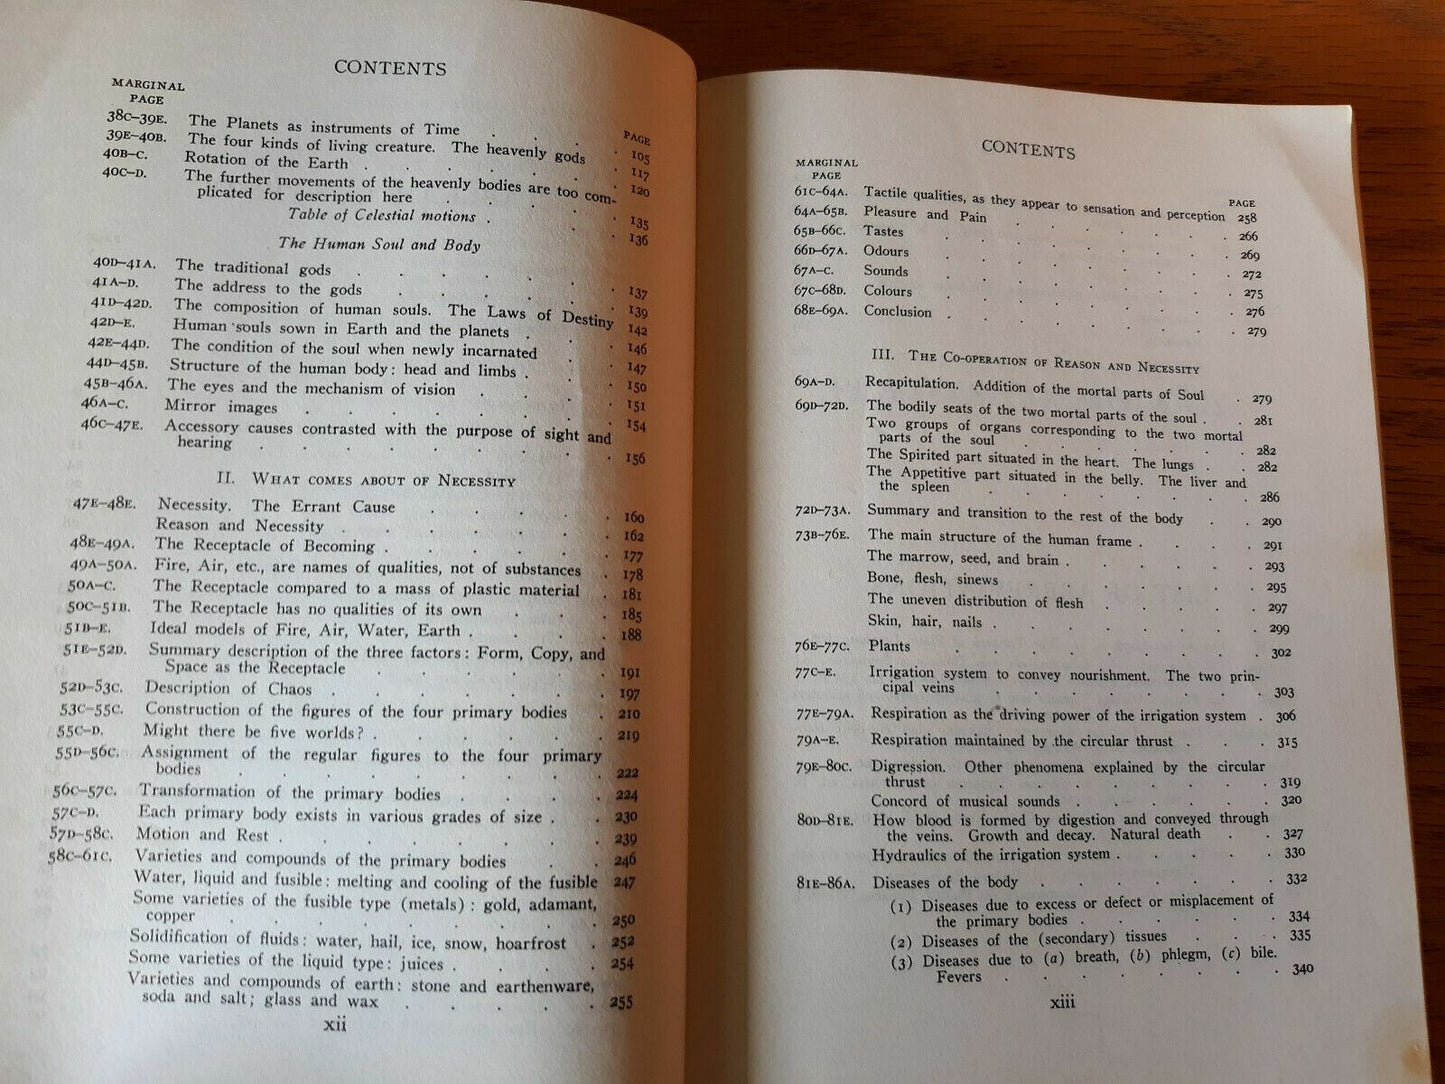 CONTENTS
MARGINAL
PAGE
PAGE
38C–39E. The Planets as instruments of Time . . . 105
39E–40B. The four kinds of living creature. The heavenly gods . 117
40B–C. Rotation of the Earth . . . . . . 120
40C–D. The further movements of the heavenly bodies are too com-
plicated for description here . . . . 135
Table of Celestial motions . . . 136
The Human Soul and Body
40D–41A. The traditional gods . . . . . . 137
41A–D. The address to the gods . . . . . 139
41D–42D. The composition of human souls. The Laws of Destiny 142
42D–E. Human souls sown in Earth and the planets . . . 146
42E–44D. The condition of the soul when newly incarnated . 147
44D–45B. Structure of the human body: head and limbs . . . 150
45B–46A. The eyes and the mechanism of vision . . . 151
46A–C. Mirror images . . . . . . . . 154
46C–47E. Accessory causes contrasted with the purpose of sight and
hearing . . . . . . . . . 156
II. WHAT COMES ABOUT OF NECESSITY
47E–48E. Necessity. The Errant Cause . . . . . 160
Reason and Necessity . . . . . . . 162
48E–49A. The Receptacle of Becoming . . . . . . 177
49A–50A. Fire, Air, etc., are names of qualities, not of substances . 178
50A–C. The Receptacle compared to a mass of plastic material . 181
50C–51B. The Receptacle has no qualities of its own . . . 185
51B–E. Ideal models of Fire, Air, Water, Earth . . . . 188
51E–52D. Summary description of the three factors: Form, Copy, and
Space as the Receptacle . . . . . . 191
52D–53C. Description of Chaos . . . . . . . 197
53C–55C. Construction of the figures of the four primary bodies . 210
55C–D. Might there be five worlds? . . . . . . 219
55D–56C. Assignment of the regular figures to the four primary
bodies . . . . . . . . . 222
56C–57C. Transformation of the primary bodies . . . . 224
57C–D. Each primary body exists in various grades of size . . 230
57D–58C. Motion and Rest . . . . . . . . 239
58C–61C. Varieties and compounds of the primary bodies . . 246
Water, liquid and fusible: melting and cooling of the fusible 247
Some varieties of the fusible type (metals): gold, adamant,
copper . . . . . . . . . 250
Solidification of fluids: water, hail, ice, snow, hoarfrost . 252
Some varieties of the liquid type: juices . . . . 254
Varieties and compounds of earth: stone and earthenware,
soda and salt; glass and wax . . . . . 255
xii
CONTENTS
MARGINAL
PAGE
PAGE
61C–64A. Tactile qualities, as they appear to sensation and perception 258
64A–65B. Pleasure and Pain . . . . . . . 266
65B–66C. Tastes . . . . . . . . 269
66D–67A. Odours . . . . . . . . 272
67A–C. Sounds . . . . . . . . 275
67C–68D. Colours . . . . . . . . 276
68E–69A. Conclusion . . . . . . . . 279
III. THE CO-OPERATION OF REASON AND NECESSITY
69A–D. Recapitulation. Addition of the mortal parts of Soul . 279
69D–72D. The bodily seats of the two mortal parts of the soul . . 281
Two groups of organs corresponding to the two mortal
parts of the soul . . . . . . . 282
The Spirited part situated in the heart. The lungs . . 282
The Appetitive part situated in the belly. The liver and
the spleen . . . . . . . . 286
72D–73A. Summary and transition to the rest of the body . . 290
73B–76E. The main structure of the human frame . . . . 291
The marrow, seed, and brain . . . . . . 293
Bone, flesh, sinews . . . . . . . 295
The uneven distribution of flesh . . . . . 297
Skin, hair, nails . . . . . . . . 299
76E–77C. Plants . . . . . . . . . 302
77C–E. Irrigation system to convey nourishment. The two prin-
cipal veins . . . . . . . . 303
77E–79A. Respiration as the driving power of the irrigation system . 306
79A–E. Respiration maintained by the circular thrust . . . 315
79E–80C. Digression. Other phenomena explained by the circular
thrust . . . . . . . . . 319
Concord of musical sounds . . . . . . 320
80D–81E. How blood is formed by digestion and conveyed through
the veins. Growth and decay. Natural death . . 327
Hydraulics of the irrigation system . . . . . 330
81E–86A. Diseases of the body . . . . . . . 332
(1) Diseases due to excess or defect or misplacement of
the primary bodies . . . . . . 334
(2) Diseases of the (secondary) tissues . . . . 335
(3) Diseases due to (a) breath, (b) phlegm, (c) bile.
Fevers . . . . . . . . 340
xiii